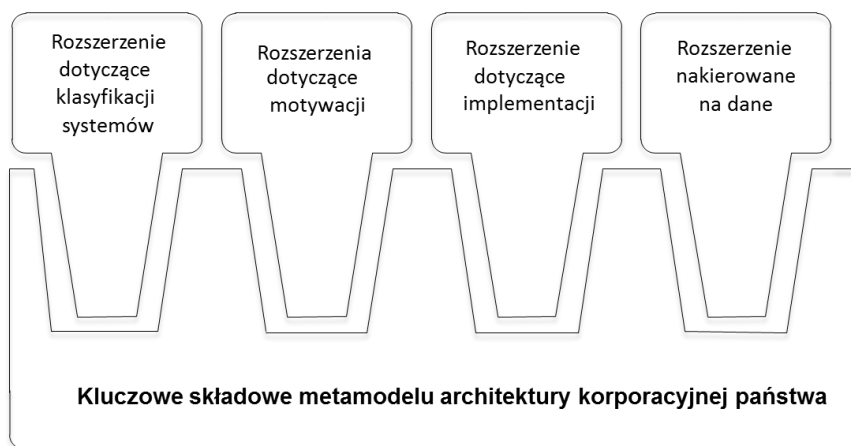 Rozszerzenie
dotyczące
klasyfikacji
systemów
Rozszerzenia
dotyczące
motywacji
Rozszerzenie
dotyczące
implementacji
Rozszerzenie
nakierowane
na dane
Kluczowe składowe metamodelu architektury korporacyjnej państwa